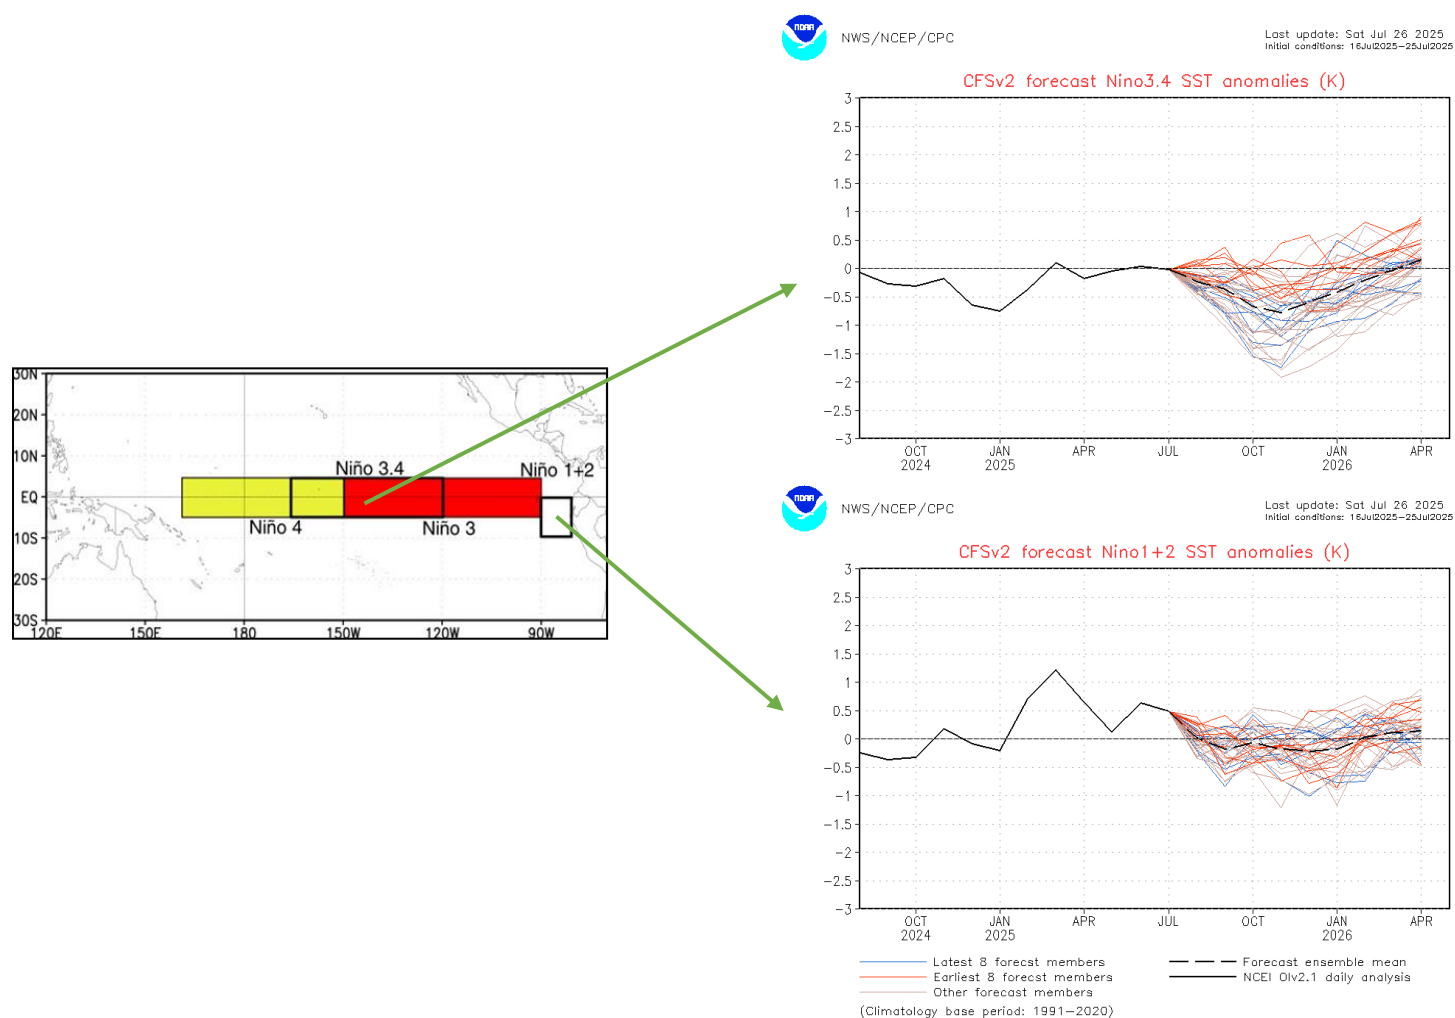 NOAA
NWS/NCEP/CPC
Last update: Sat Jul 26 2025
Initial conditions: 16Jul2025−25Jul2025
CFSv2 forecast Nino3.4 SST anomalies (K)
3
2.5
2
1.5
1
0.5
0
−0.5
−1
−1.5
−2
−2.5
−3
OCT JAN APR JUL OCT JAN APR
2024 2025 2026
30N
20N
10N
EQ
10S
20S
30S
Niño 3.4
Niño 1+2
Niño 4
Niño 3
120E 150E 180 150W 120W 90W
NOAA
NWS/NCEP/CPC
Last update: Sat Jul 26 2025
Initial conditions: 16Jul2025−25Jul2025
CFSv2 forecast Nino1+2 SST anomalies (K)
3
2.5
2
1.5
1
0.5
0
−0.5
−1
−1.5
−2
−2.5
−3
OCT JAN APR JUL OCT JAN APR
2024 2025 2026
Latest 8 forecst members
Earliest 8 forecst members
Other forecast members
(Climatology base period: 1991−2020)
Forecast ensemble mean
NCEI OIv2.1 daily analysis